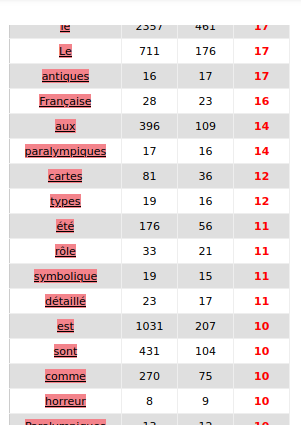 le 2357 461 17
Le 711 176 17
antiques 16 17 17
Française 28 23 16
aux 396 109 14
paralympiques 17 16 14
cartes 81 36 12
types 19 16 12
été 176 56 11
rôle 33 21 11
symbolique 19 15 11
détaillé 23 17 11
est 1031 207 10
sont 431 104 10
comme 270 75 10
horreur 8 9 10
Paralympiques 13 12 10